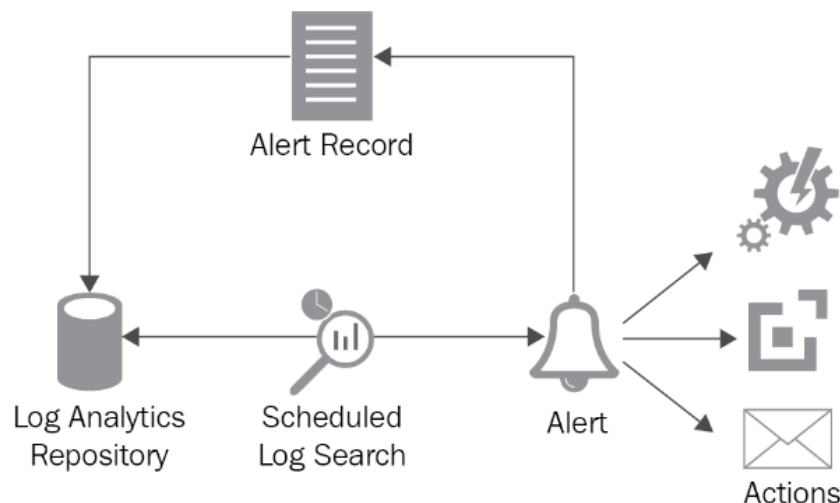 Alert Record
Log Analytics
Repository
Scheduled
Log Search
Alert
Actions